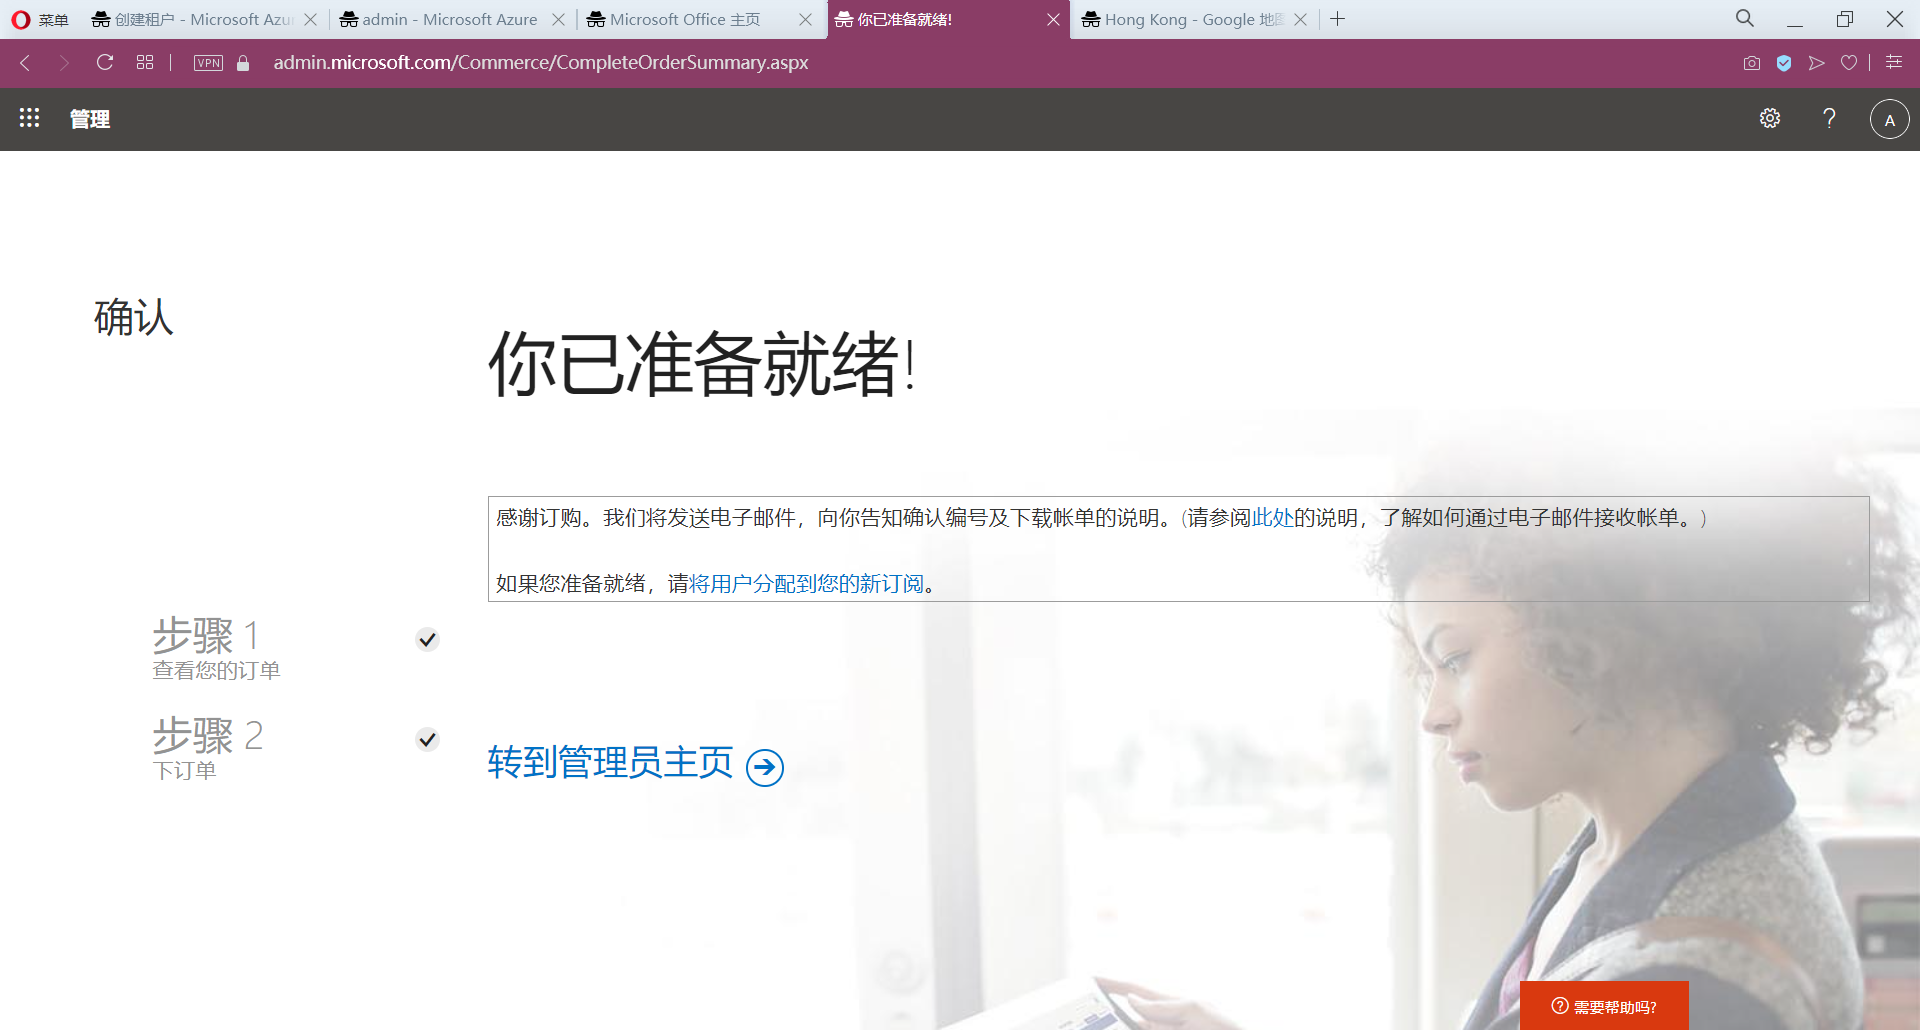 菜单
创建租户 - Microsoft Azu
admin - Microsoft Azure
Microsoft Office 主页
你已准备就绪!
Hong Kong - Google 地图
VPN
admin.microsoft.com/Commerce/CompleteOrderSummary.aspx
管理
?
A
确认
你已准备就绪!
感谢订购。我们将发送电子邮件，向你告知确认编号及下载帐单的说明。(请参阅此处的说明，了解如何通过电子邮件接收帐单。)
如果您准备就绪，请将用户分配到您的新订阅。
步骤 1
查看您的订单
步骤 2
下订单
转到管理员主页
需要帮助吗?